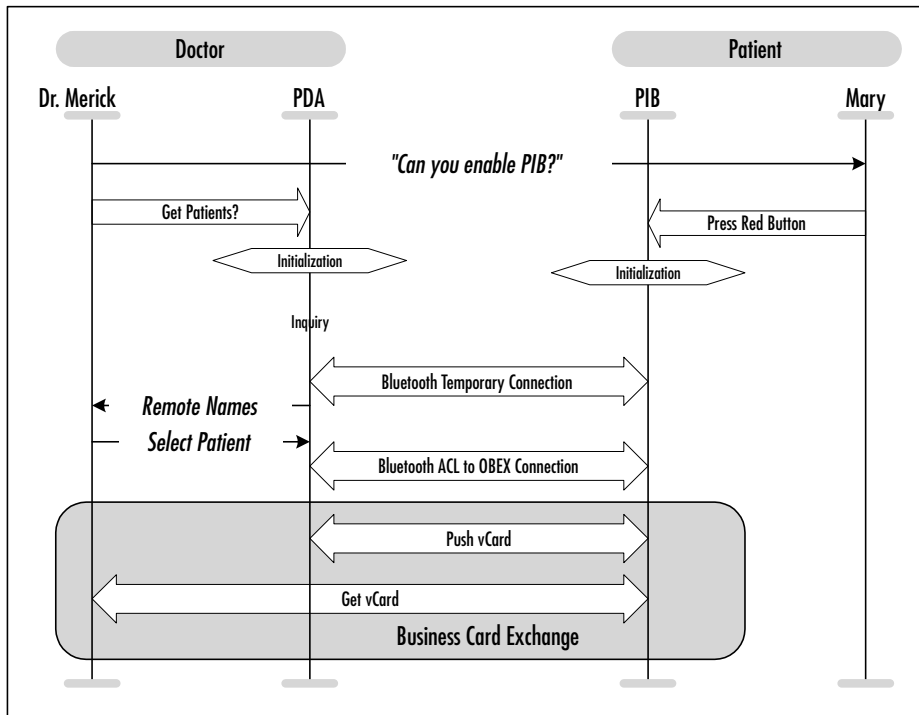 Doctor
Patient
Dr. Merick
PDA
PIB
Mary
"Can you enable PIB?"
Get Patients?
Press Red Button
Initialization
Initialization
Inquiry
Bluetooth Temporary Connection
Remote Names
Select Patient
Bluetooth ACL to OBEX Connection
Push vCard
Get vCard
Business Card Exchange